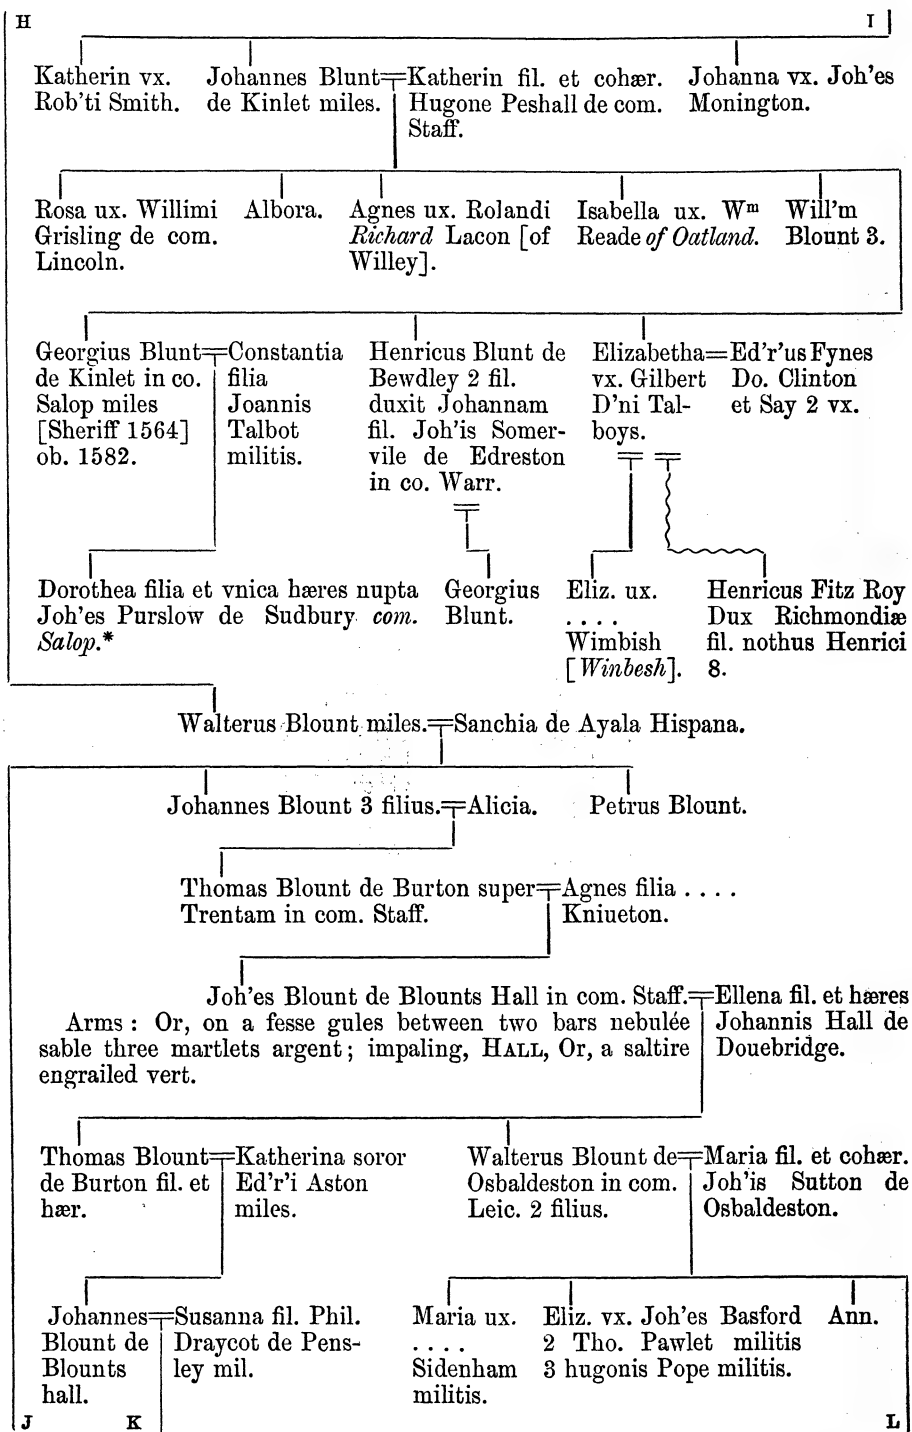 H
I
Katherin vx.
Rob'ti Smith.
Johannes Blunt
de Kinlet miles.
Katherin fil. et cohær.
Hugone Peshall de com.
Staff.
Johanna vx. Joh'es
Monington.
Rosa ux. Willimi
Grisling de com.
Lincoln.
Albora.
Agnes ux. Rolandi
Richard Lacon [of
Willey].
Isabella ux. Wᵐ
Reade of Oatland.
Will'm
Blount 3.
Georgius Blunt
de Kinlet in co.
Salop miles
[Sheriff 1564]
ob. 1582.
Constantia
filia
Joannis
Talbot
militis.
Henricus Blunt de
Bewdley 2 fil.
duxit Johannam
fil. Joh'is Somer-
vile de Edreston
in co. Warr.
Elizabetha
vx. Gilbert
D'ni Tal-
boys.
Ed'r'us Fynes
Do. Clinton
et Say 2 vx.
Dorothea filia et vnica hæres nupta
Joh'es Purslow de Sudbury com.
Salop.*
Georgius
Blunt.
Eliz. ux.
. . . .
Wimbish
[Winbesh].
Henricus Fitz Roy
Dux Richmondiæ
fil. nothus Henrici
8.
Walterus Blount miles.
Sanchia de Ayala Hispana.
Johannes Blount 3 filius.
Alicia.
Petrus Blount.
Thomas Blount de Burton super
Trentam in com. Staff.
Agnes filia . . . .
Kniueton.
Joh'es Blount de Blounts Hall in com. Staff.
Arms : Or, on a fesse gules between two bars nebulée
sable three martlets argent ; impaling, HALL, Or, a saltire
engrailed vert.
Ellena fil. et hæres
Johannis Hall de
Douebridge.
Thomas Blount
de Burton fil. et
hær.
Katherina soror
Ed'r'i Aston
miles.
Walterus Blount de
Osbaldeston in com.
Leic. 2 filius.
Maria fil. et cohær.
Joh'is Sutton de
Osbaldeston.
Johannes
Blount de
Blounts
hall.
Susanna fil. Phil.
Draycot de Pens-
ley mil.
Maria ux.
. . . .
Sidenham
militis.
Eliz. vx. Joh'es Basford
2 Tho. Pawlet militis
3 hugonis Pope militis.
Ann.
J
K
L